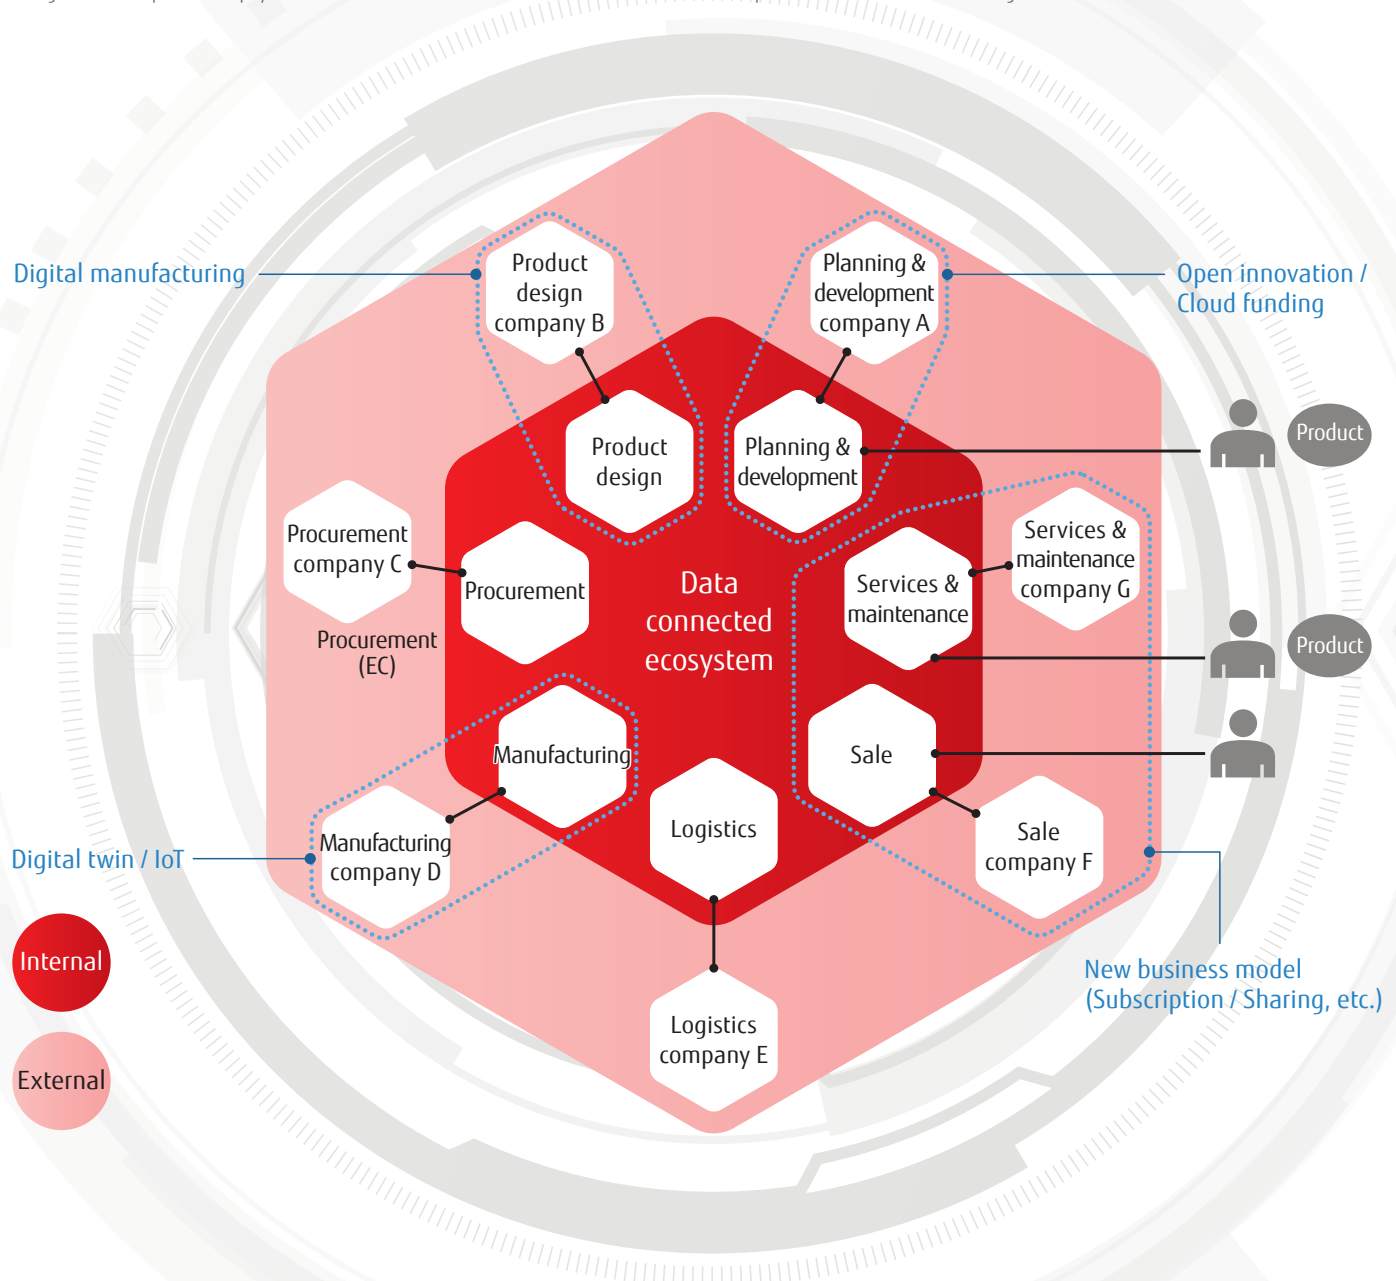 Digital manufacturing
Product
design
company B
Planning &
development
company A
Open innovation /
Cloud funding
Product
design
Planning &
development
Product
Procurement
company C
Procurement
Procurement
(EC)
Data
connected
ecosystem
Services &
maintenance
Services &
maintenance
company G
Product
Manufacturing
Sale
Manufacturing
company D
Logistics
Sale
company F
Digital twin / IoT
Internal
External
Logistics
company E
New business model
(Subscription / Sharing, etc.)